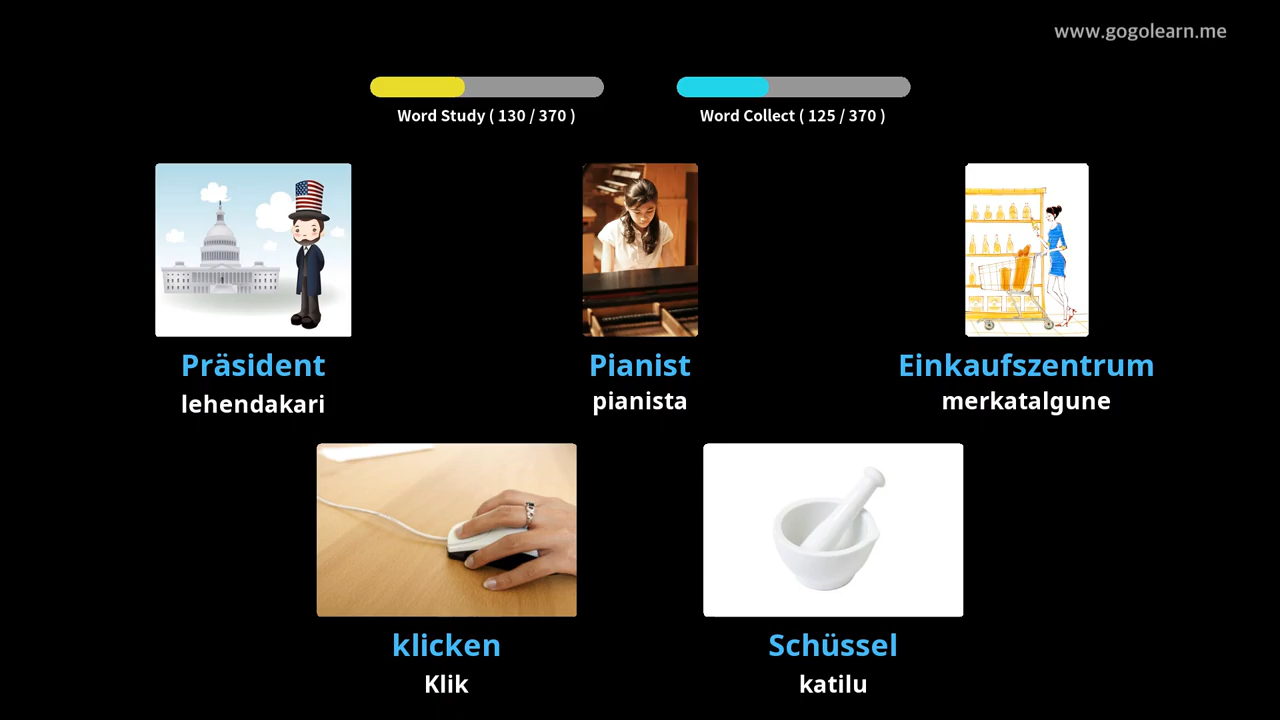 www.gogolearn.me
Word Study ( 130 / 370 )
Word Collect ( 125 / 370 )
Präsident
lehendakari
Pianist
pianista
Einkaufszentrum
merkatalgune
klicken
Klik
Schüssel
katilu